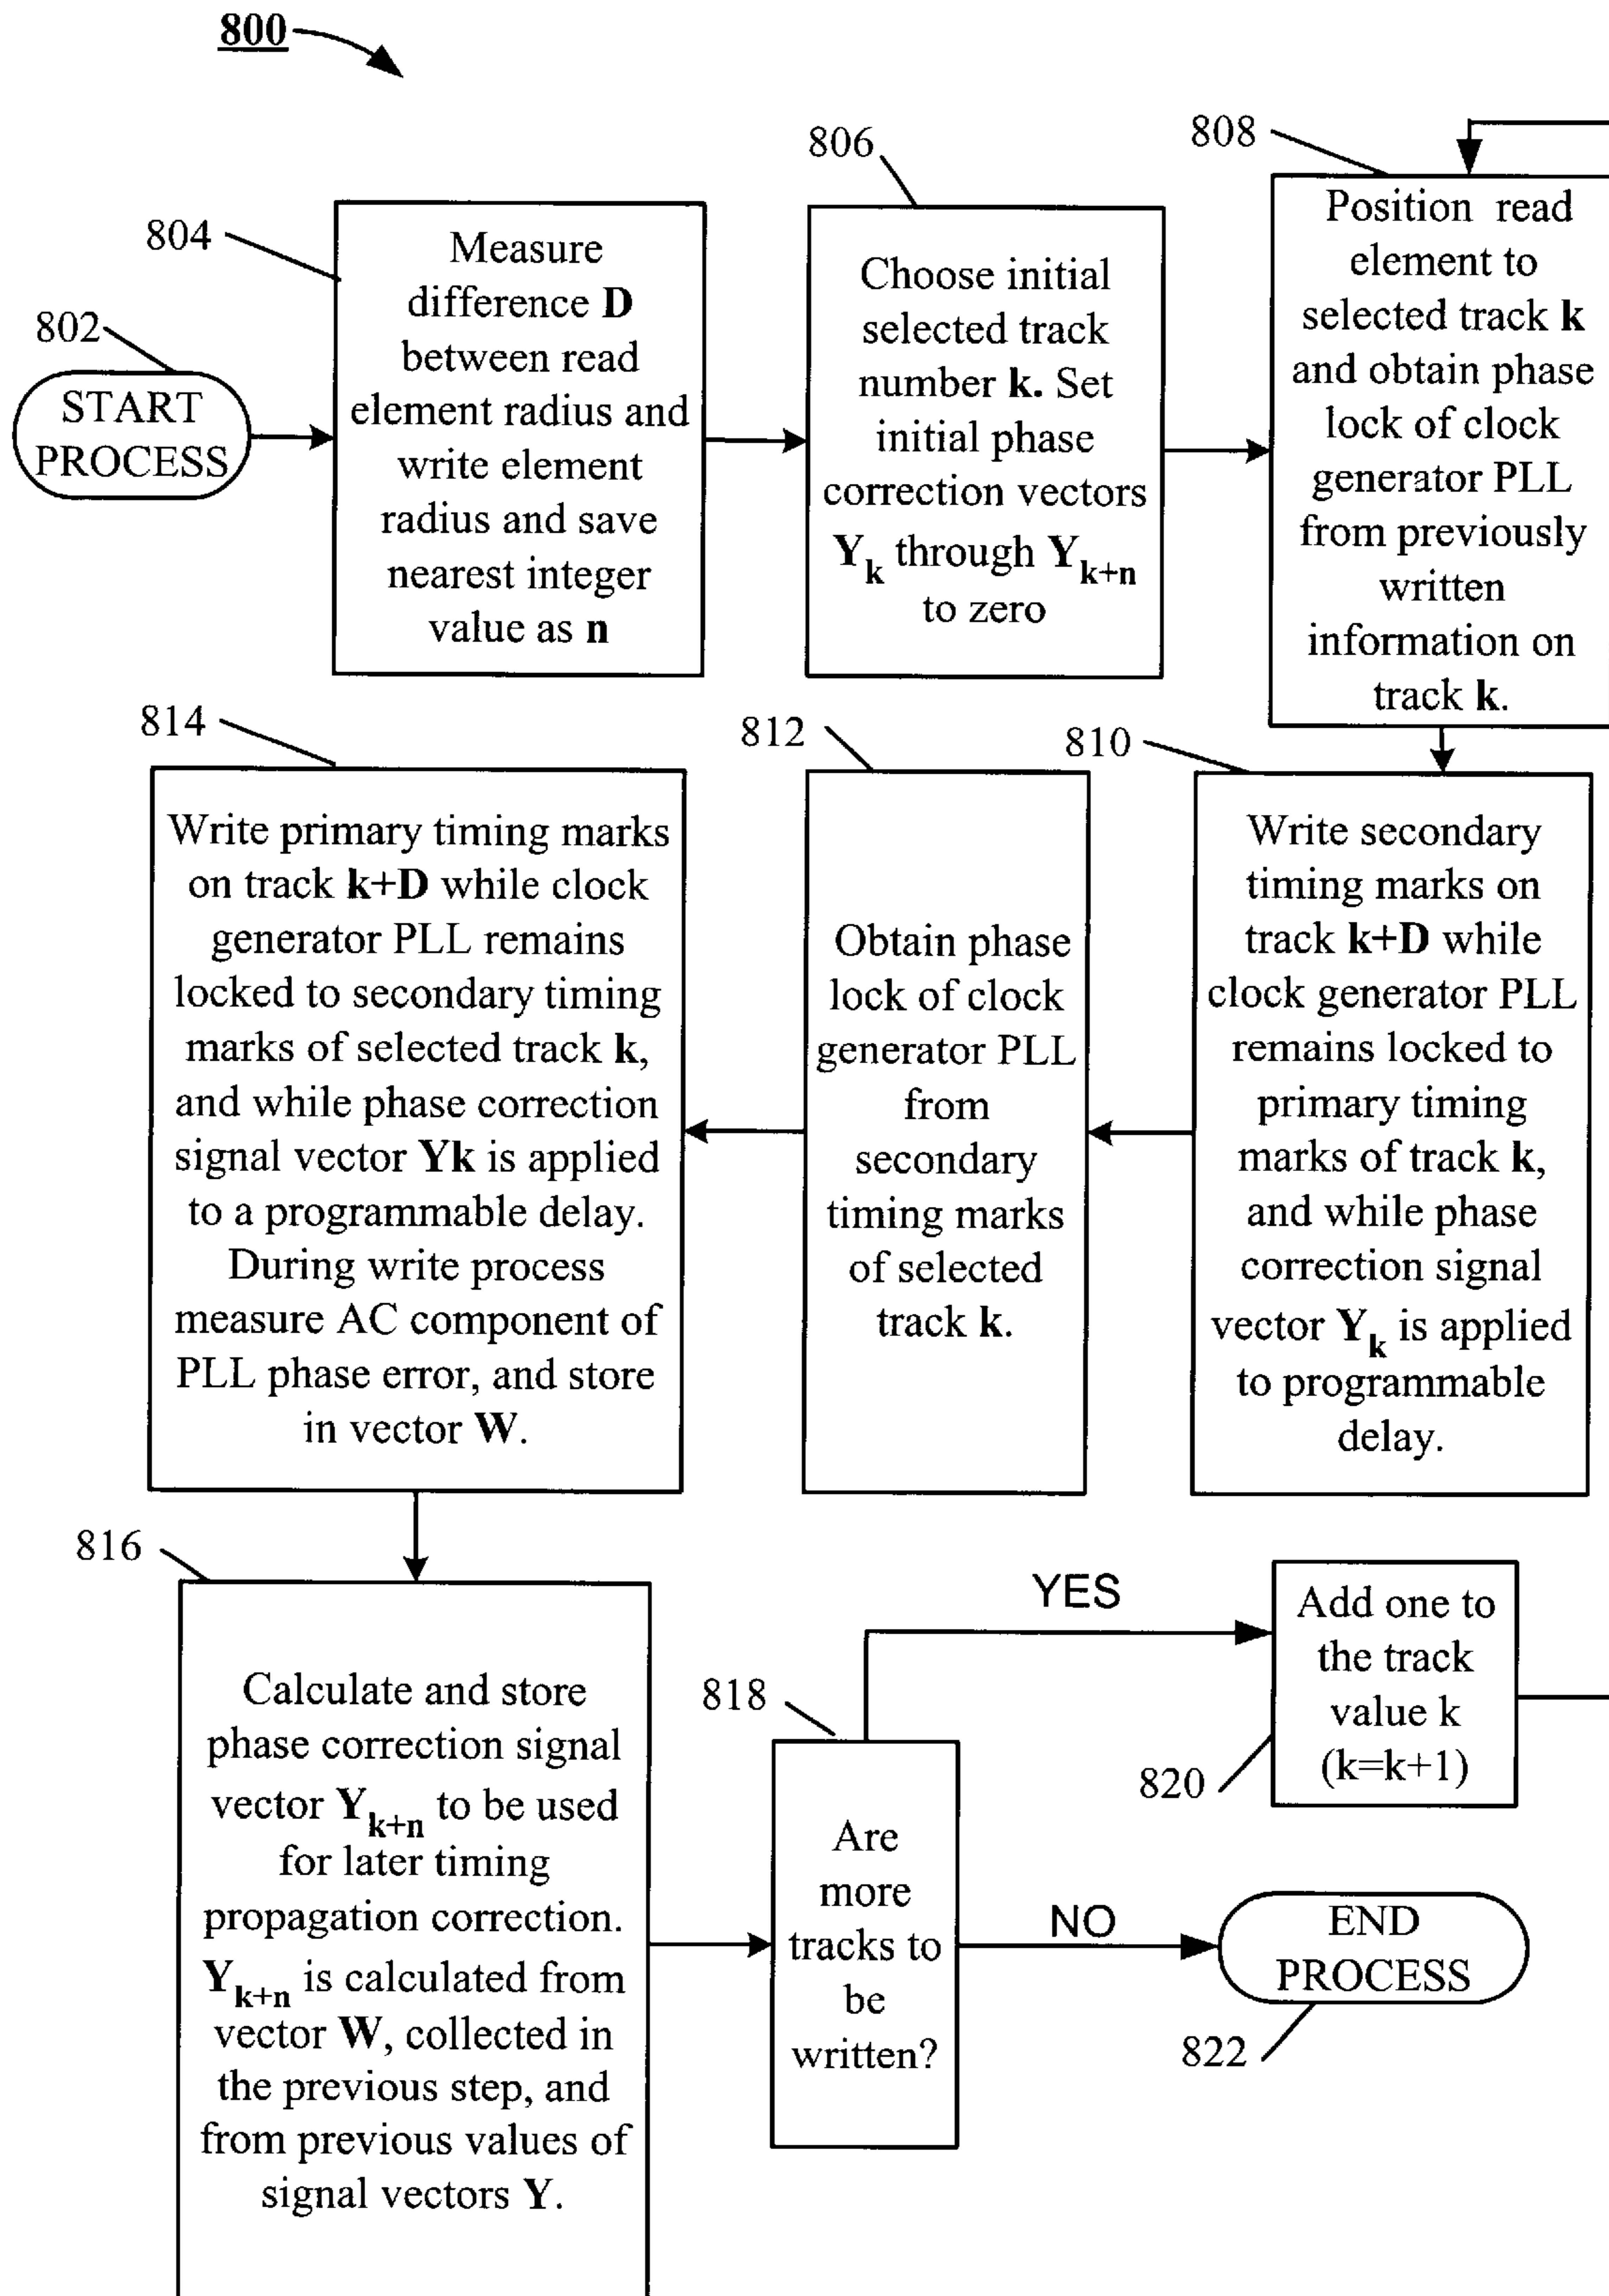 800
802
START
PROCESS
804
Measure
difference D
between read
element radius and
write element
radius and save
nearest integer
value as n
806
Choose initial
selected track
number k. Set
initial phase
correction vectors
Yk through Yk+n
to zero
808
Position read
element to
selected track k
and obtain phase
lock of clock
generator PLL
from previously
written
information on
track k.
810
Write secondary
timing marks on
track k+D while
clock generator PLL
remains locked to
primary timing
marks of track k,
and while phase
correction signal
vector Yk is applied
to programmable
delay.
812
Obtain phase
lock of clock
generator PLL
from
secondary
timing marks
of selected
track k.
814
Write primary timing marks
on track k+D while clock
generator PLL remains
locked to secondary timing
marks of selected track k,
and while phase correction
signal vector Yk is applied
to a programmable delay.
During write process
measure AC component of
PLL phase error, and store
in vector W.
816
Calculate and store
phase correction signal
vector Yk+n to be used
for later timing
propagation correction.
Yk+n is calculated from
vector W, collected in
the previous step, and
from previous values of
signal vectors Y.
818
Are
more
tracks to
be
written?
YES
820
Add one to
the track
value k
(k=k+1)
NO
END
PROCESS
822